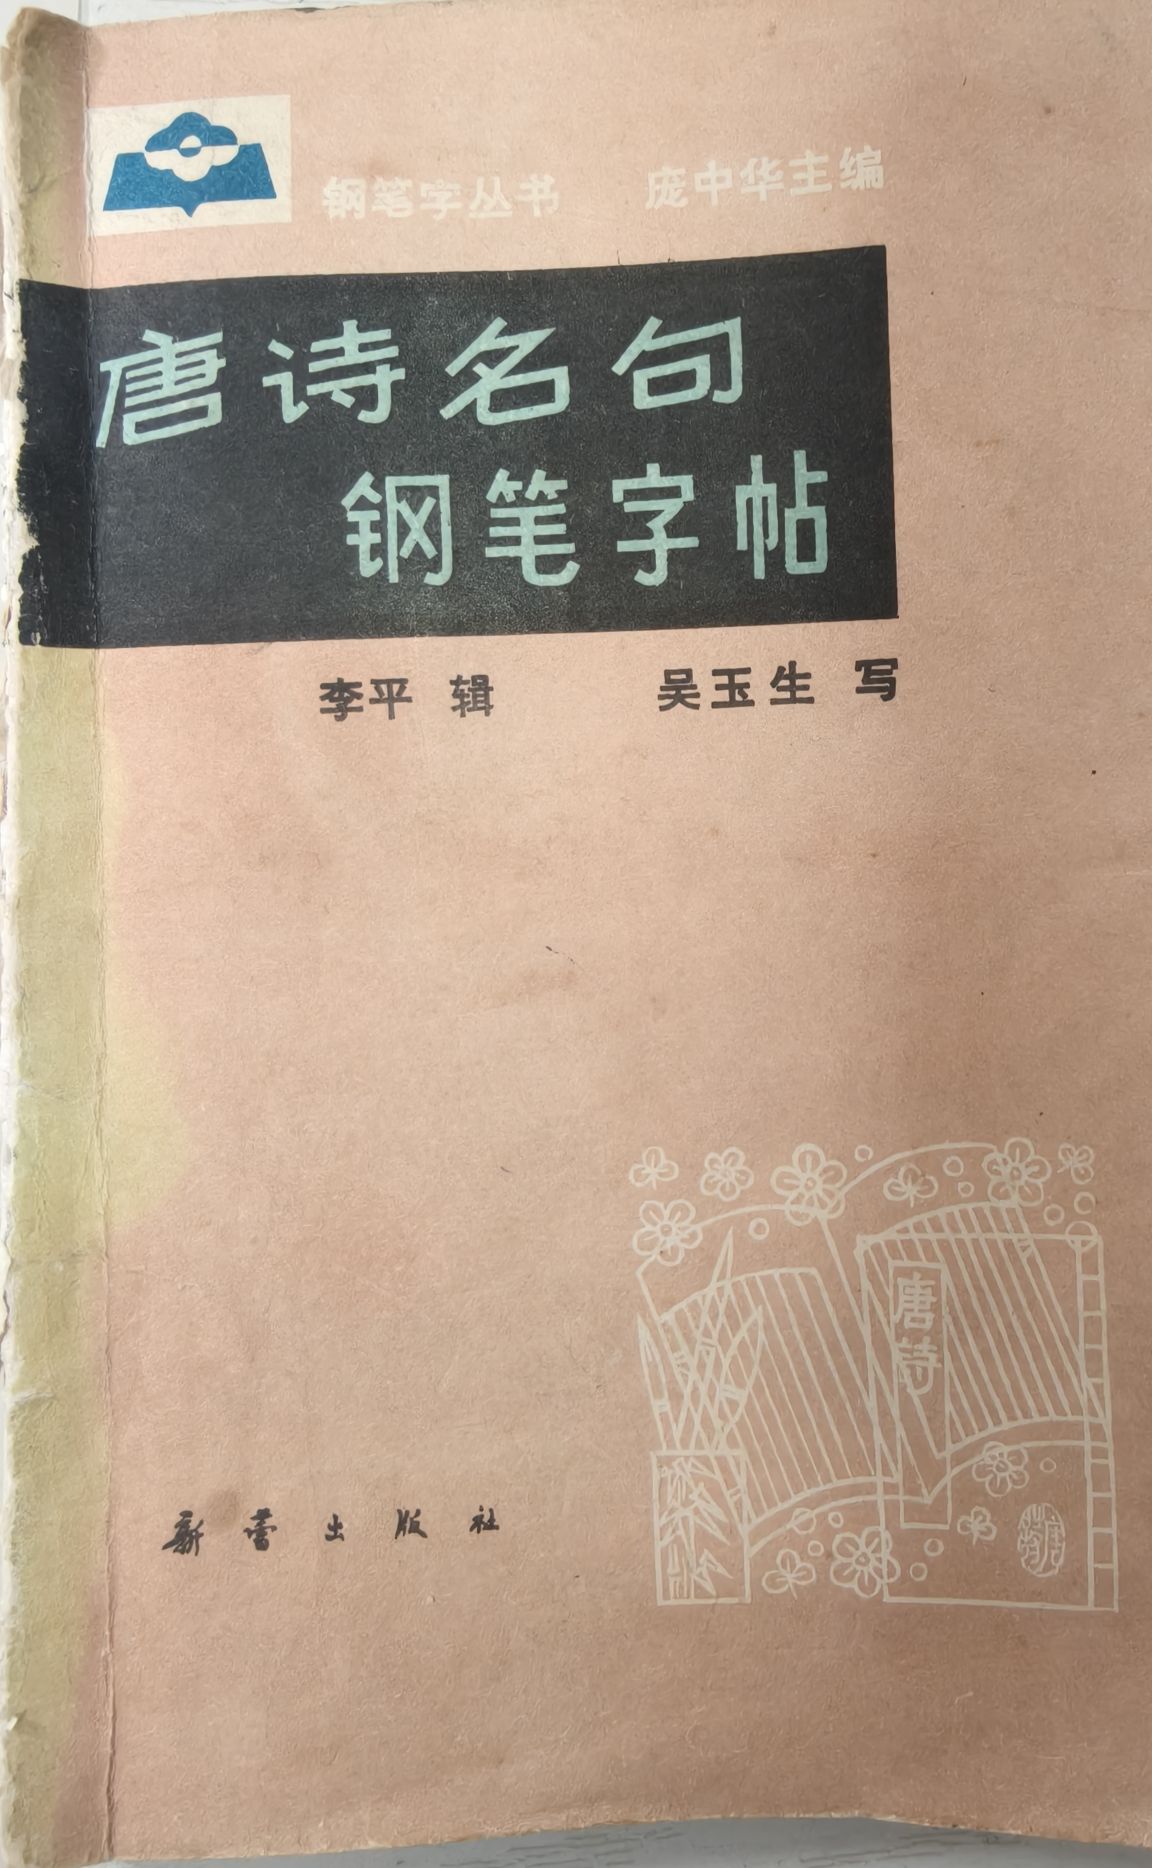 钢笔字丛书 庞中华主编
唐诗名句
钢笔字帖
李平 辑 吴玉生 写
唐诗
新蕾出版社